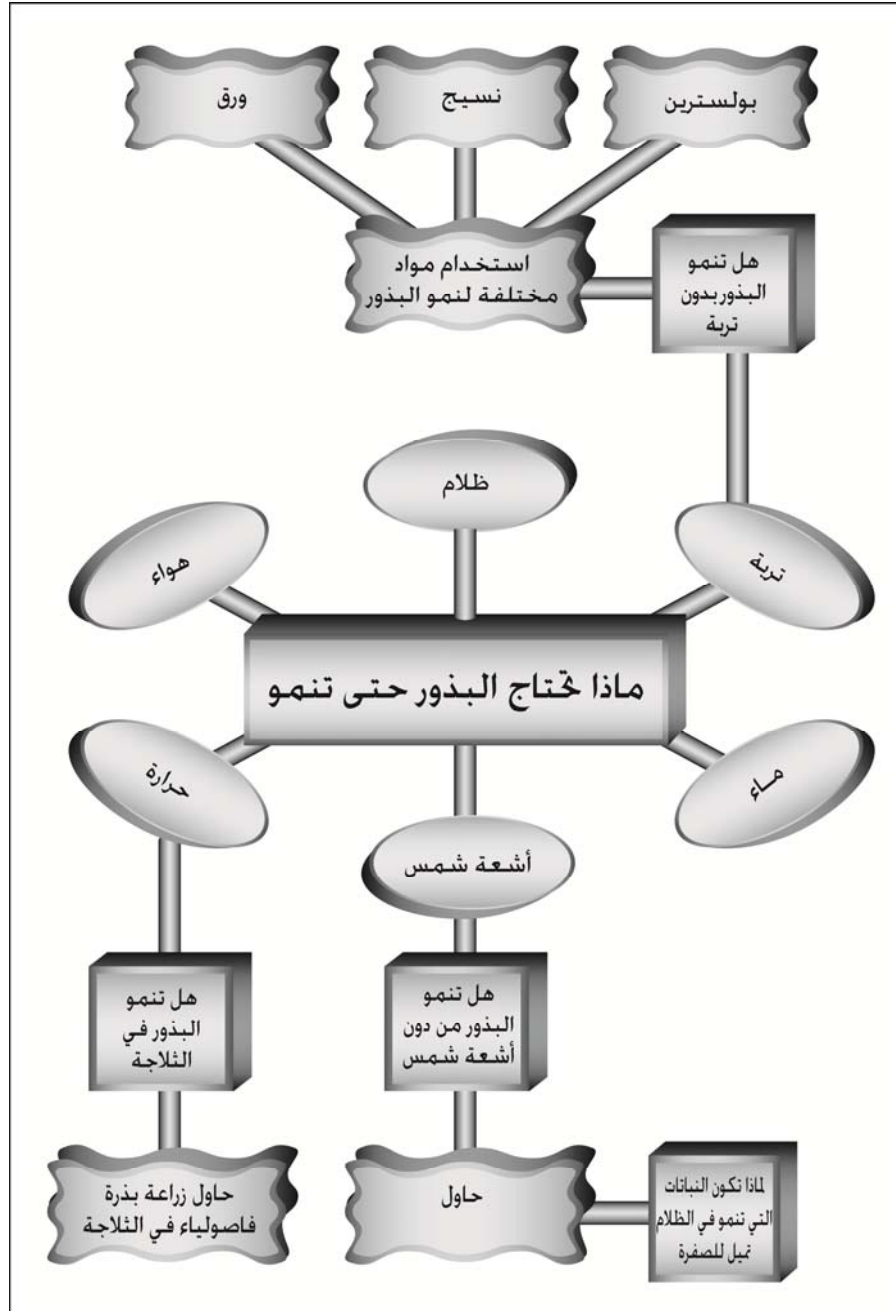 بولسترين
نسيج
ورق
هل تنمو
البذور بدون
تربة
استخدام مواد
مختلفة لنمو البذور
ظلام
تربة
هواء
ماذا تحتاج البذور حتى تنمو
ماء
حرارة
أشعة شمس
هل تنمو
البذور من دون
أشعة شمس
هل تنمو
البذور في
الثلاجة
لماذا تكون النباتات
التي تنمو في الظلام
تميل للصفرة
حاول
حاول زراعة بذرة
فاصولياء في الثلاجة